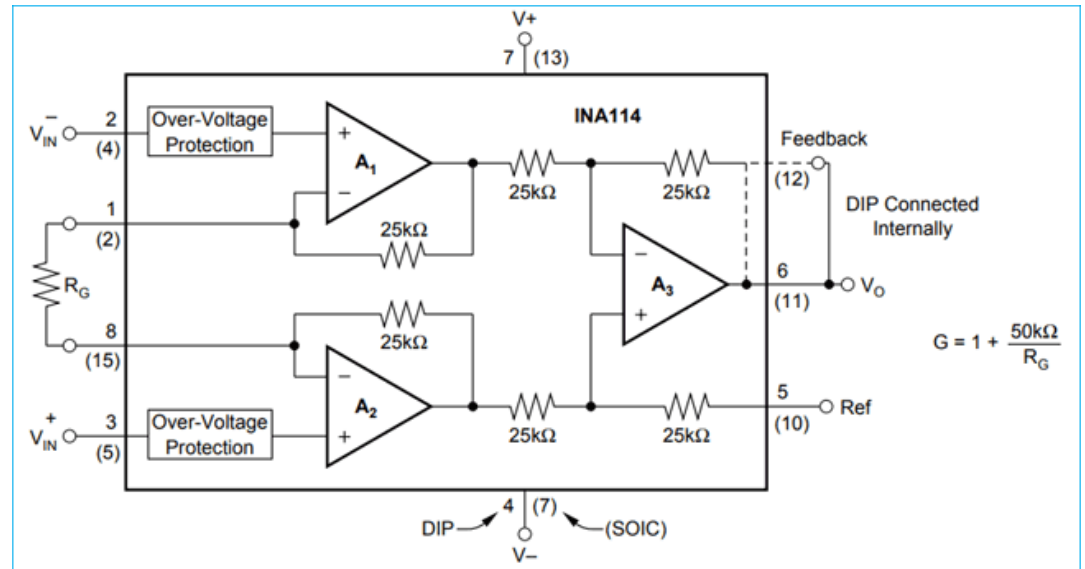 V+
7 (13)
INA114
V–IN
2
(4)
Over-Voltage
Protection
+
A1
–
25kΩ
25kΩ
Feedback
(12)
DIP Connected
Internally
1
(2)
25kΩ
RG
–
A3
+
6
(11)
VO
G = 1 + 50kΩ
RG
8
(15)
25kΩ
–
A2
+
V+IN
3
(5)
Over-Voltage
Protection
25kΩ
25kΩ
5
(10)
Ref
DIP
4 (7)
(SOIC)
V–